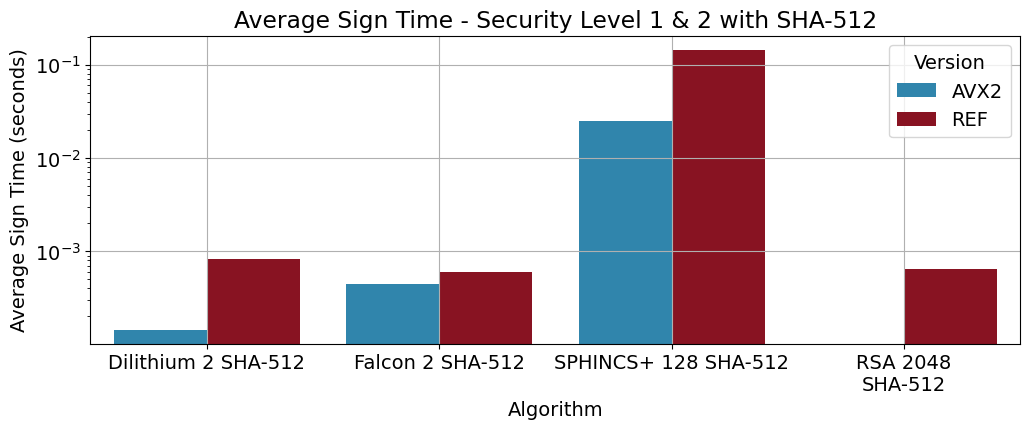 Average Sign Time - Security Level 1 & 2 with SHA-512
Average Sign Time (seconds)
10⁻¹
10⁻²
10⁻³
Version
AVX2
REF
Dilithium 2 SHA-512
Falcon 2 SHA-512
SPHINCS+ 128 SHA-512
RSA 2048
SHA-512
Algorithm